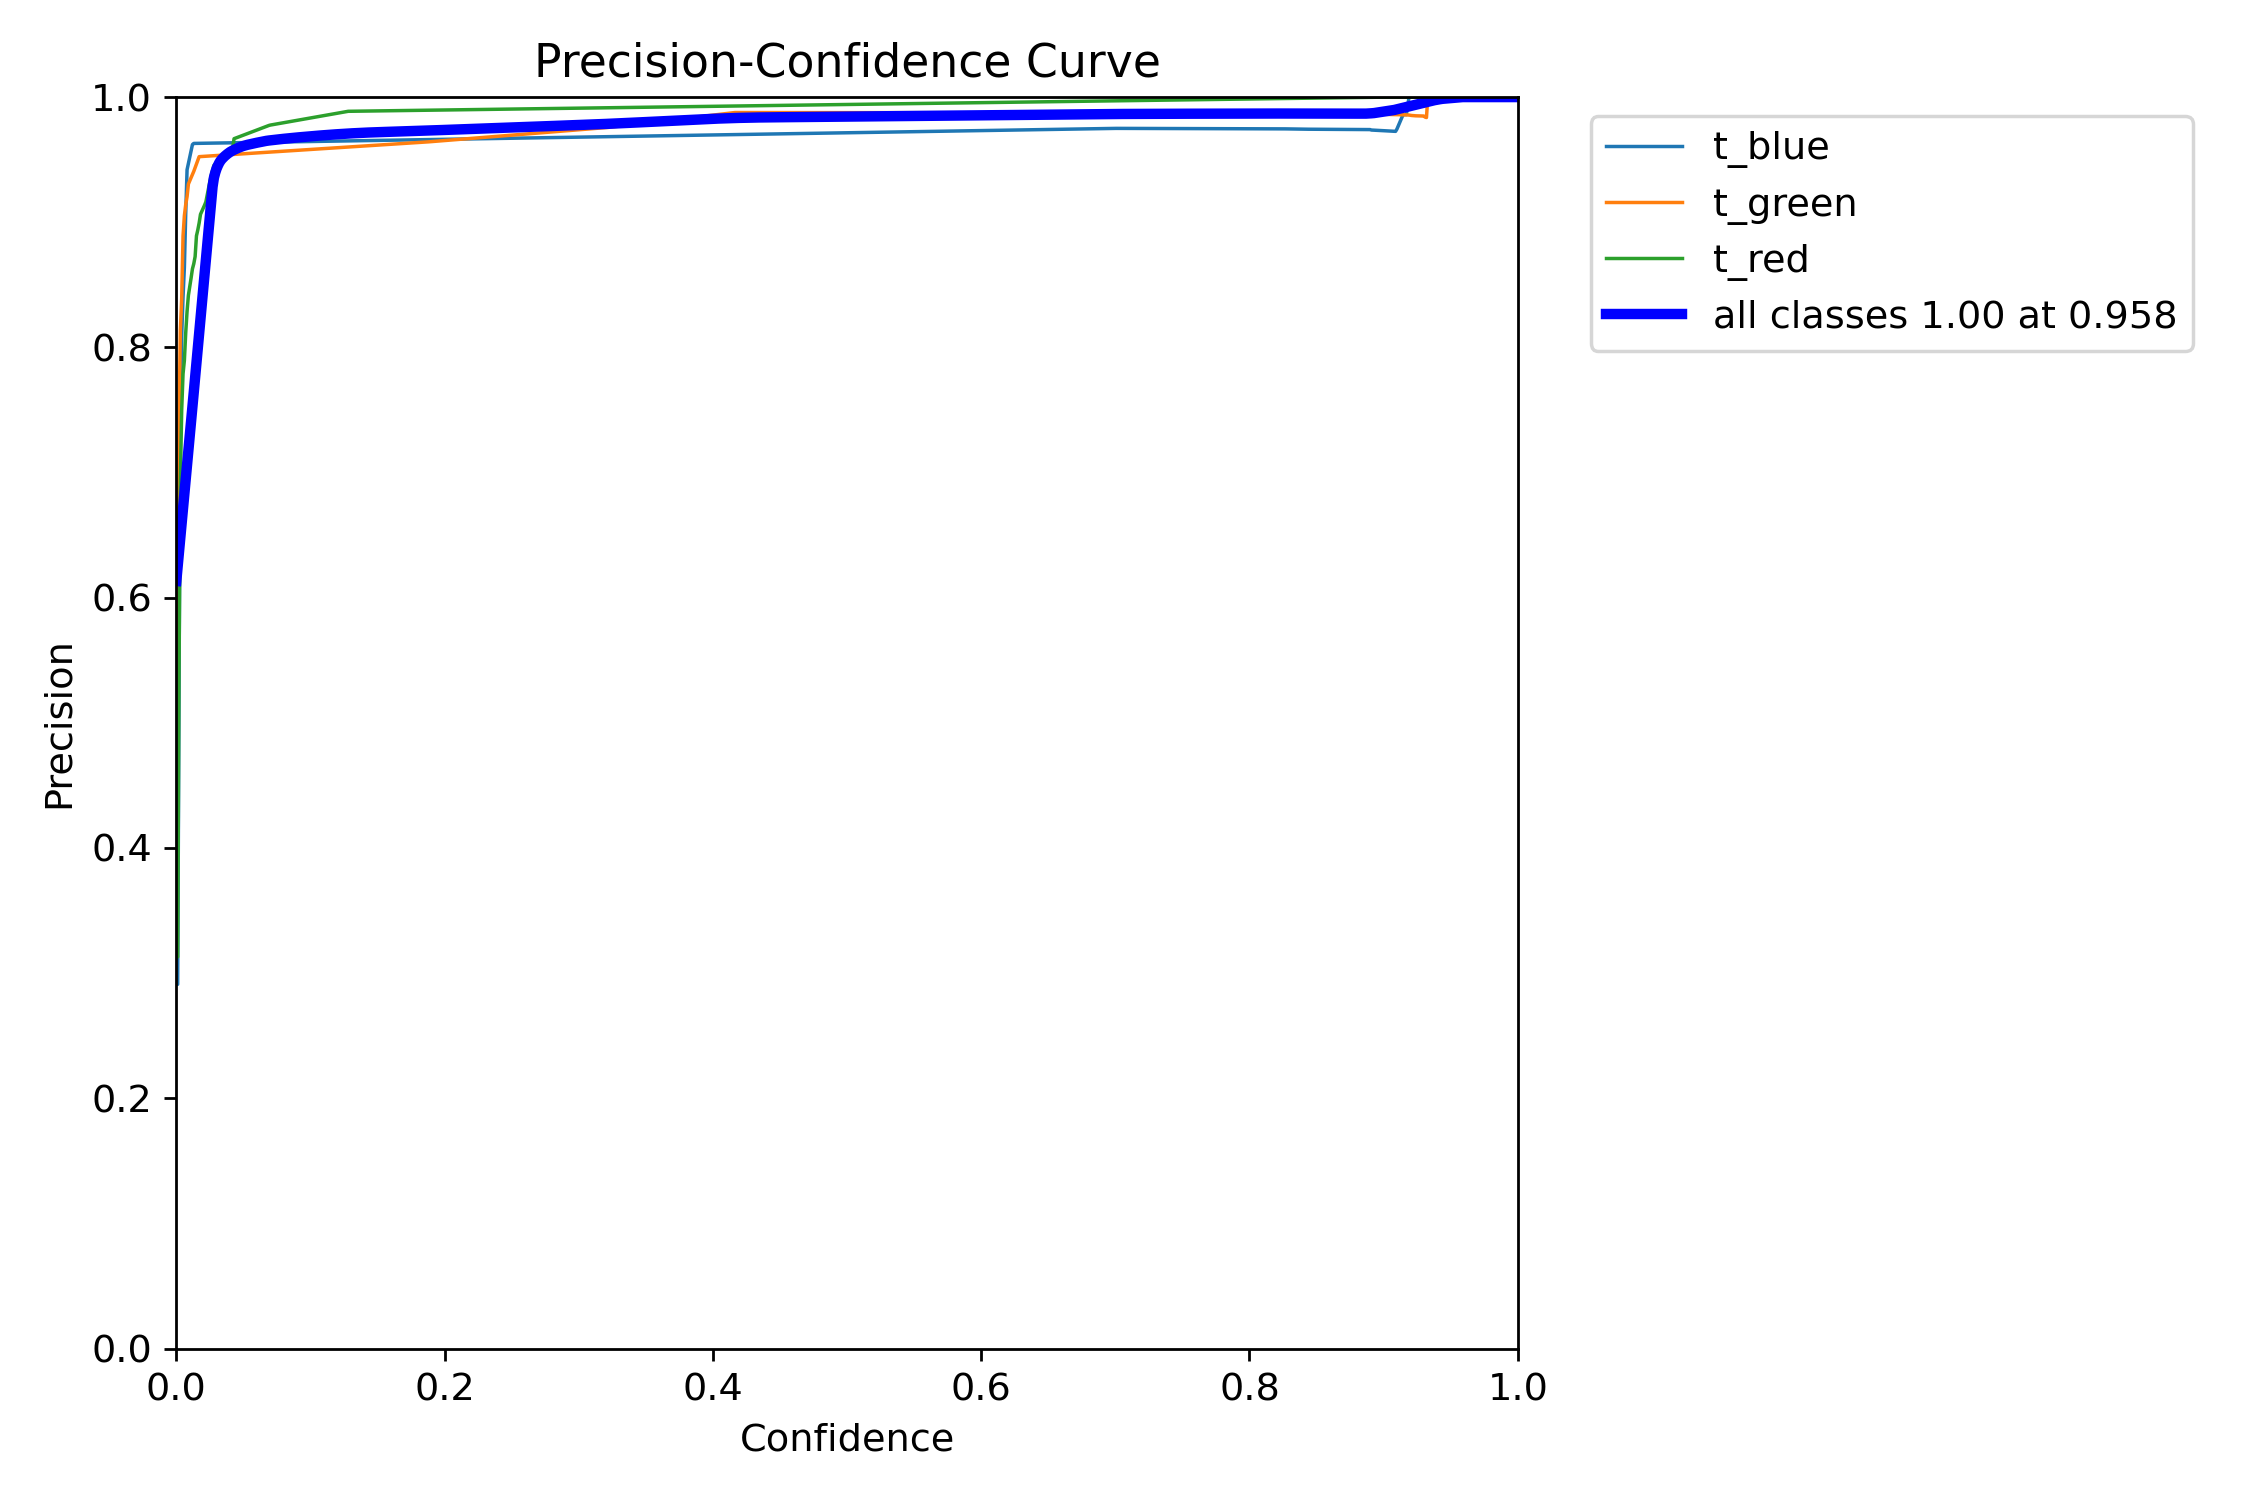 Precision-Confidence Curve
1.0
0.8
0.6
0.4
0.2
0.0
Precision
0.0 0.2 0.4 0.6 0.8 1.0
Confidence
t_blue
t_green
t_red
all classes 1.00 at 0.958